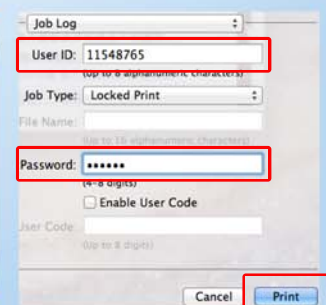 Job Log
User ID: 11548765
(Up to 8 alphanumeric characters)
Job Type: Locked Print
File Name:
(Up to 16 alphanumeric characters)
Password: ••••••
(4-8 digits)
Enable User Code
User Code:
(Up to 8 digits)
Cancel Print